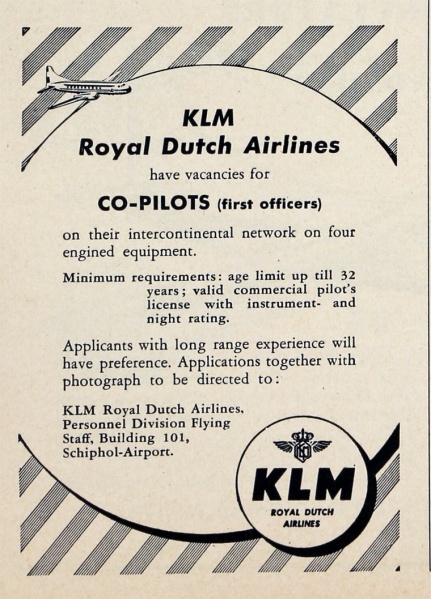 KLM
Royal Dutch Airlines
have vacancies for
CO-PILOTS (first officers)
on their intercontinental network on four
engined equipment.
Minimum requirements: age limit up till 32
years; valid commercial pilot's
license with instrument- and
night rating.
Applicants with long range experience will
have preference. Applications together with
photograph to be directed to:
KLM Royal Dutch Airlines,
Personnel Division Flying
Staff, Building 101,
Schiphol-Airport.
KLM
ROYAL DUTCH
AIRLINES